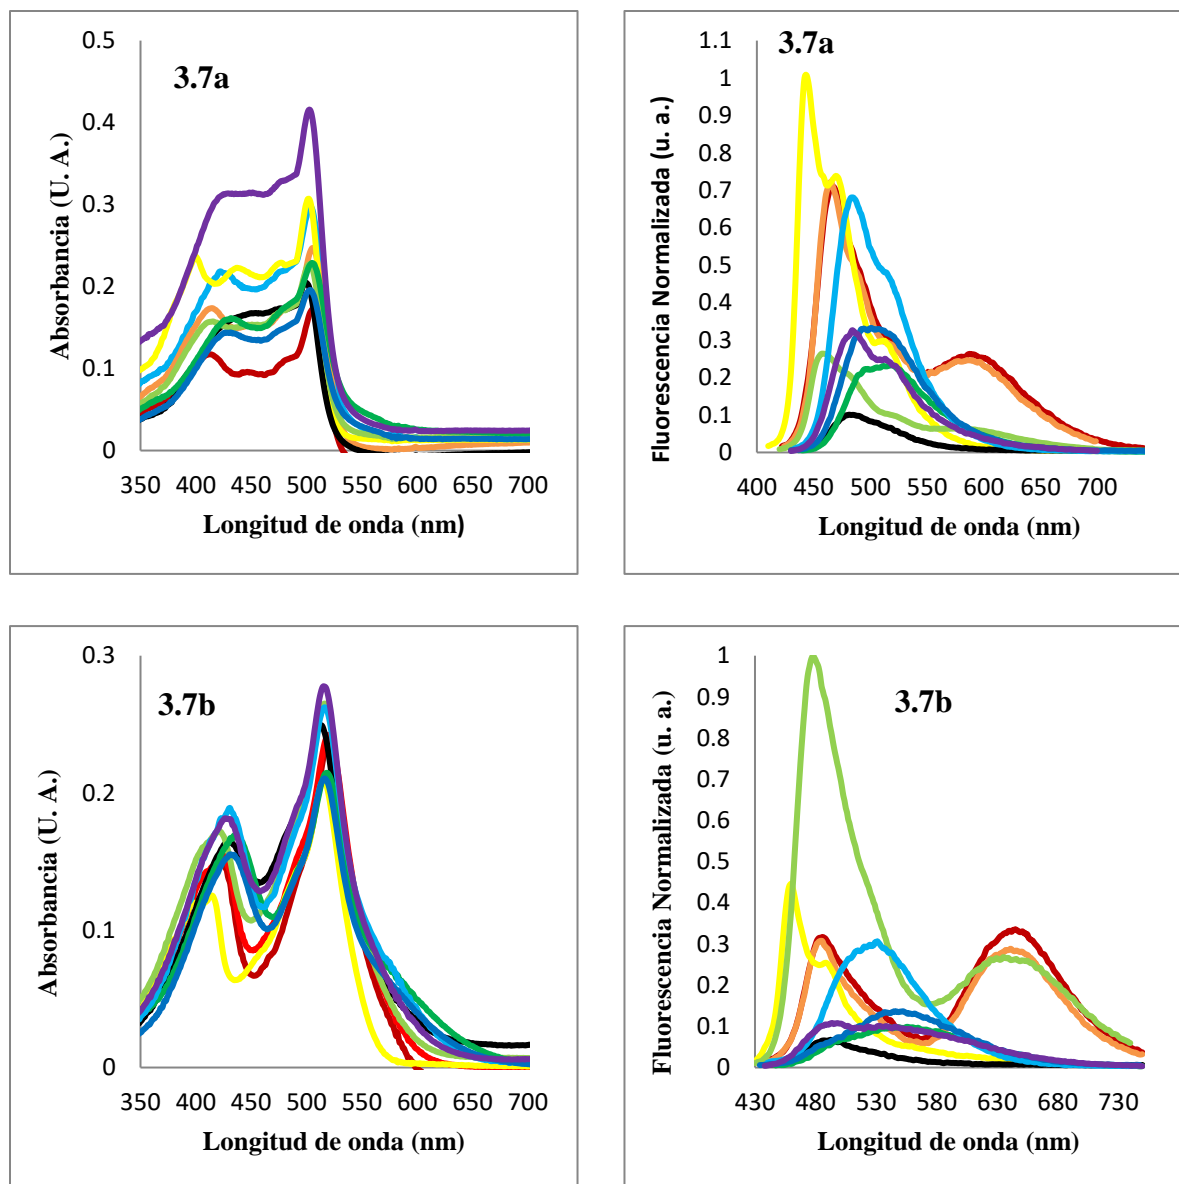 3.7a
Absorbancia (U. A.)
0.5
0.4
0.3
0.2
0.1
0
350 400 450 500 550 600 650 700
Longitud de onda (nm)
3.7a
Fluorescencia Normalizada (u. a.)
1.1
1
0.9
0.8
0.7
0.6
0.5
0.4
0.3
0.2
0.1
0
400 450 500 550 600 650 700
Longitud de onda (nm)
3.7b
Absorbancia (U. A.)
0.3
0.2
0.1
0
350 400 450 500 550 600 650 700
Longitud de onda (nm)
3.7b
Fluorescencia Normalizada (u. a.)
1
0.9
0.8
0.7
0.6
0.5
0.4
0.3
0.2
0.1
0
430 480 530 580 630 680 730
Longitud de onda (nm)